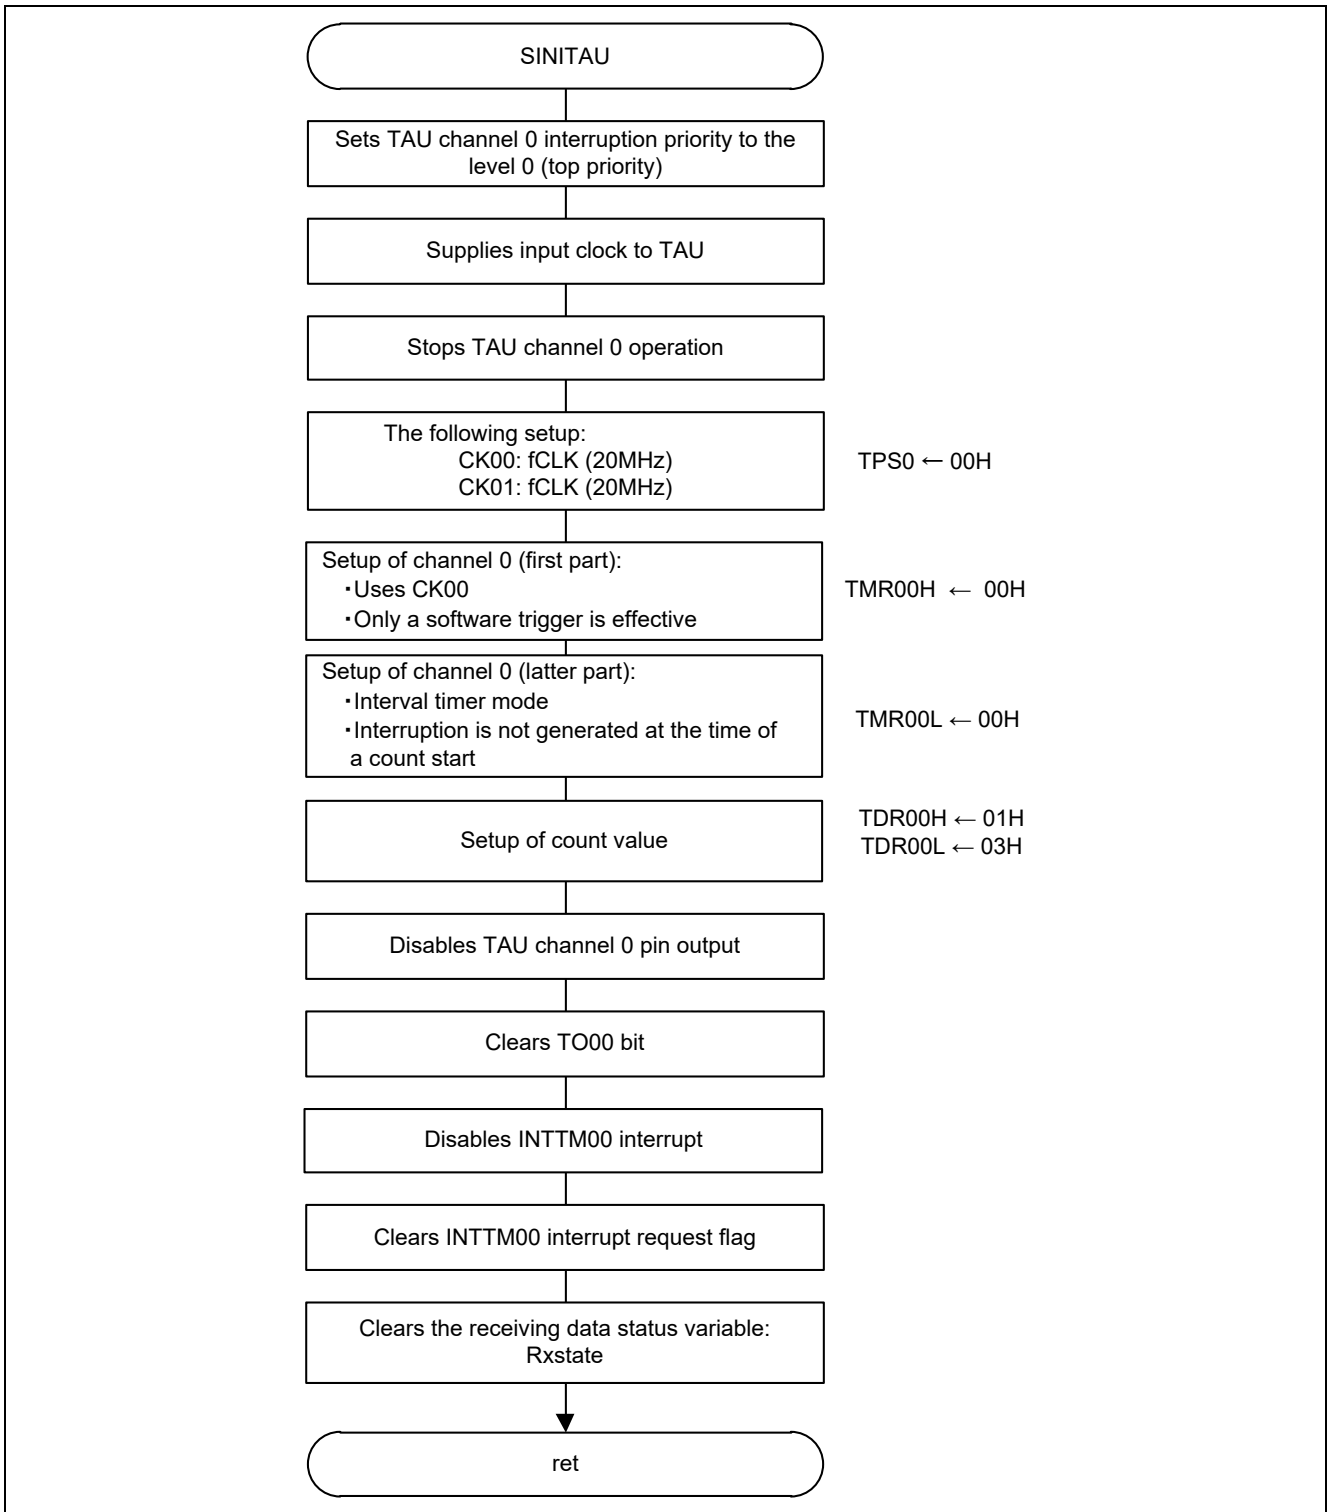 SINITAU
Sets TAU channel 0 interruption priority to the
level 0 (top priority)
Supplies input clock to TAU
Stops TAU channel 0 operation
The following setup:
CK00: fCLK (20MHz)
CK01: fCLK (20MHz)
TPS0 ← 00H
Setup of channel 0 (first part):
・Uses CK00
・Only a software trigger is effective
TMR00H ← 00H
Setup of channel 0 (latter part):
・Interval timer mode
・Interruption is not generated at the time of
a count start
TMR00L ← 00H
Setup of count value
TDR00H ← 01H
TDR00L ← 03H
Disables TAU channel 0 pin output
Clears TO00 bit
Disables INTTM00 interrupt
Clears INTTM00 interrupt request flag
Clears the receiving data status variable:
Rxstate
ret